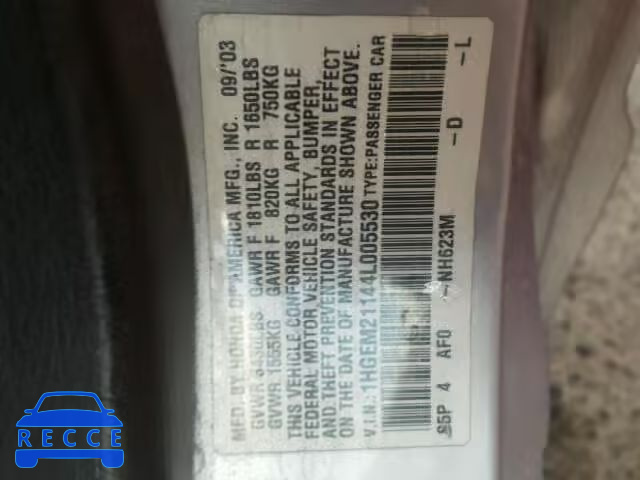 MFD. BY HONDA OF AMERICA MFG., INC. 09/'03
GVWR LBS GAWR F 1810LBS R 1650LBS
GVWR 1555KG GAWR F 820KG R 750KG
THIS VEHICLE CONFORMS TO ALL APPLICABLE
FEDERAL MOTOR VEHICLE SAFETY, BUMPER,
AND THEFT PREVENTION STANDARDS IN EFFECT
ON THE DATE OF MANUFACTURE SHOWN ABOVE.
V.I.N.: 1HGEM21144L005530 TYPE:PASSENGER CAR
S5P 4 AF0 NH623M -D -L
RECCE